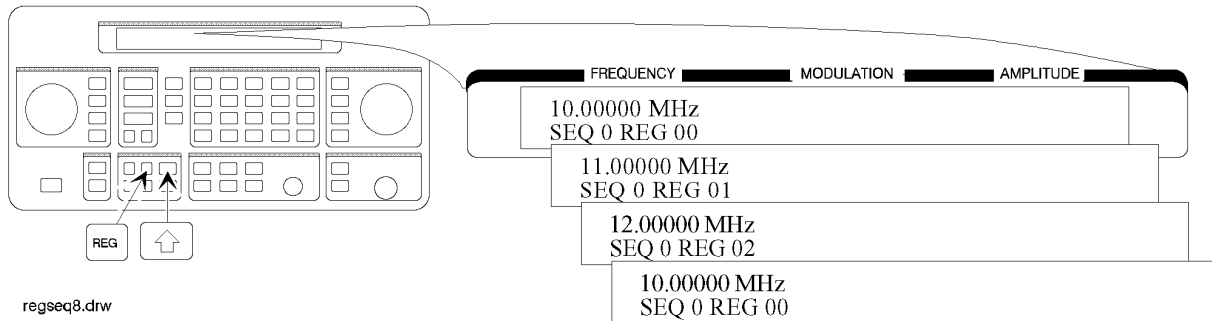 FREQUENCY MODULATION AMPLITUDE
10.00000 MHz
SEQ 0 REG 00
11.00000 MHz
SEQ 0 REG 01
12.00000 MHz
SEQ 0 REG 02
10.00000 MHz
SEQ 0 REG 00
REG
regseq8.drw